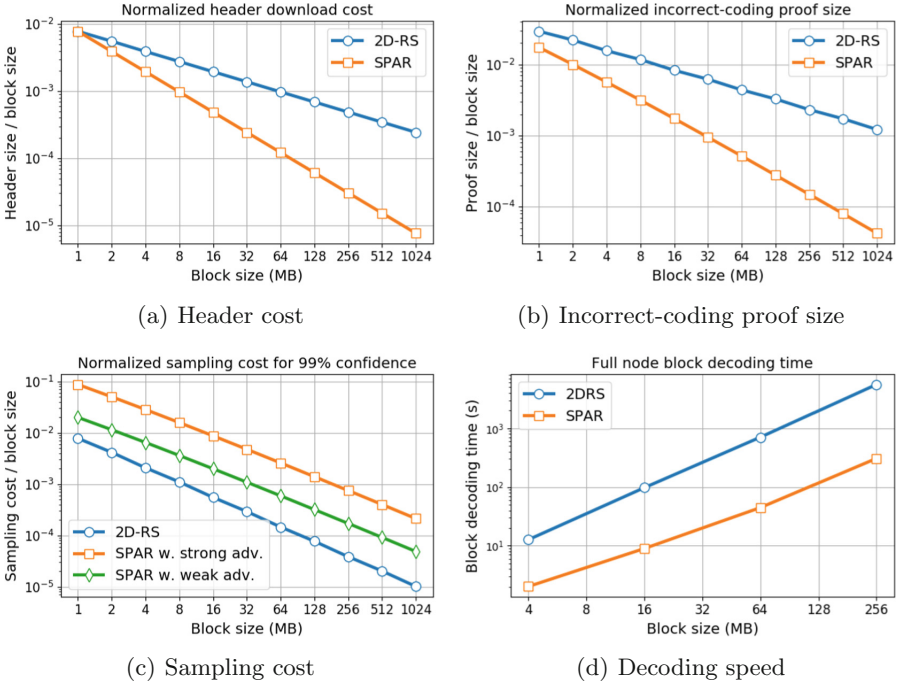 Normalized header download cost
Header size / block size
10⁻²
10⁻³
10⁻⁴
10⁻⁵
2D-RS
SPAR
1 2 4 8 16 32 64 128 256 512 1024
Block size (MB)
(a) Header cost
Normalized incorrect-coding proof size
Proof size / block size
10⁻²
10⁻³
10⁻⁴
2D-RS
SPAR
1 2 4 8 16 32 64 128 256 512 1024
Block size (MB)
(b) Incorrect-coding proof size
Normalized sampling cost for 99% confidence
Sampling cost / block size
10⁻¹
10⁻²
10⁻³
10⁻⁴
10⁻⁵
2D-RS
SPAR w. strong adv.
SPAR w. weak adv.
1 2 4 8 16 32 64 128 256 512 1024
Block size (MB)
(c) Sampling cost
Full node block decoding time
Block decoding time (s)
10³
10²
10¹
2DRS
SPAR
4 8 16 32 64 128 256
Block size (MB)
(d) Decoding speed